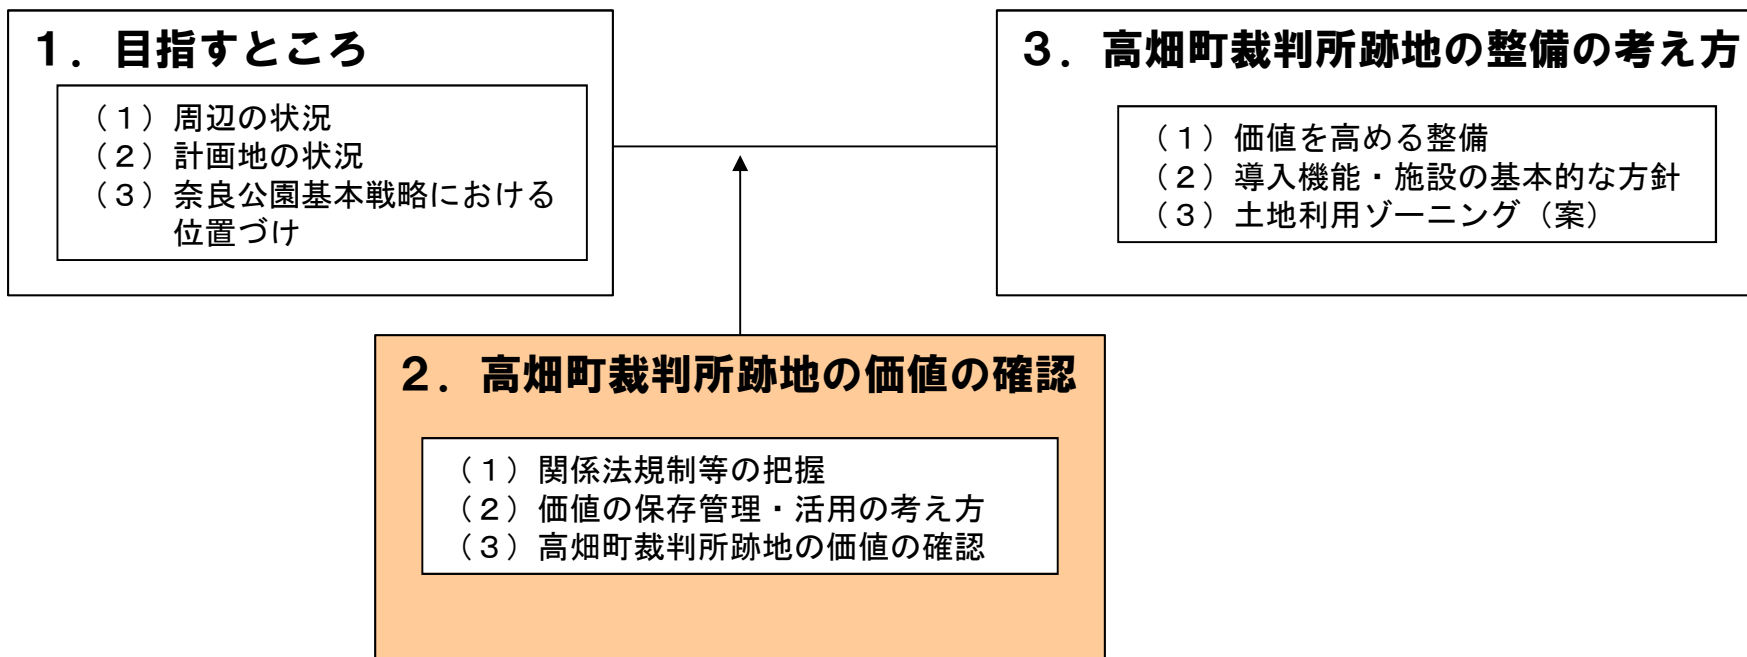 １．目指すところ
（１）周辺の状況
（２）計画地の状況
（３）奈良公園基本戦略における
位置づけ
３．高畑町裁判所跡地の整備の考え方
（１）価値を高める整備
（２）導入機能・施設の基本的な方針
（３）土地利用ゾーニング（案）
２．高畑町裁判所跡地の価値の確認
（１）関係法規制等の把握
（２）価値の保存管理・活用の考え方
（３）高畑町裁判所跡地の価値の確認